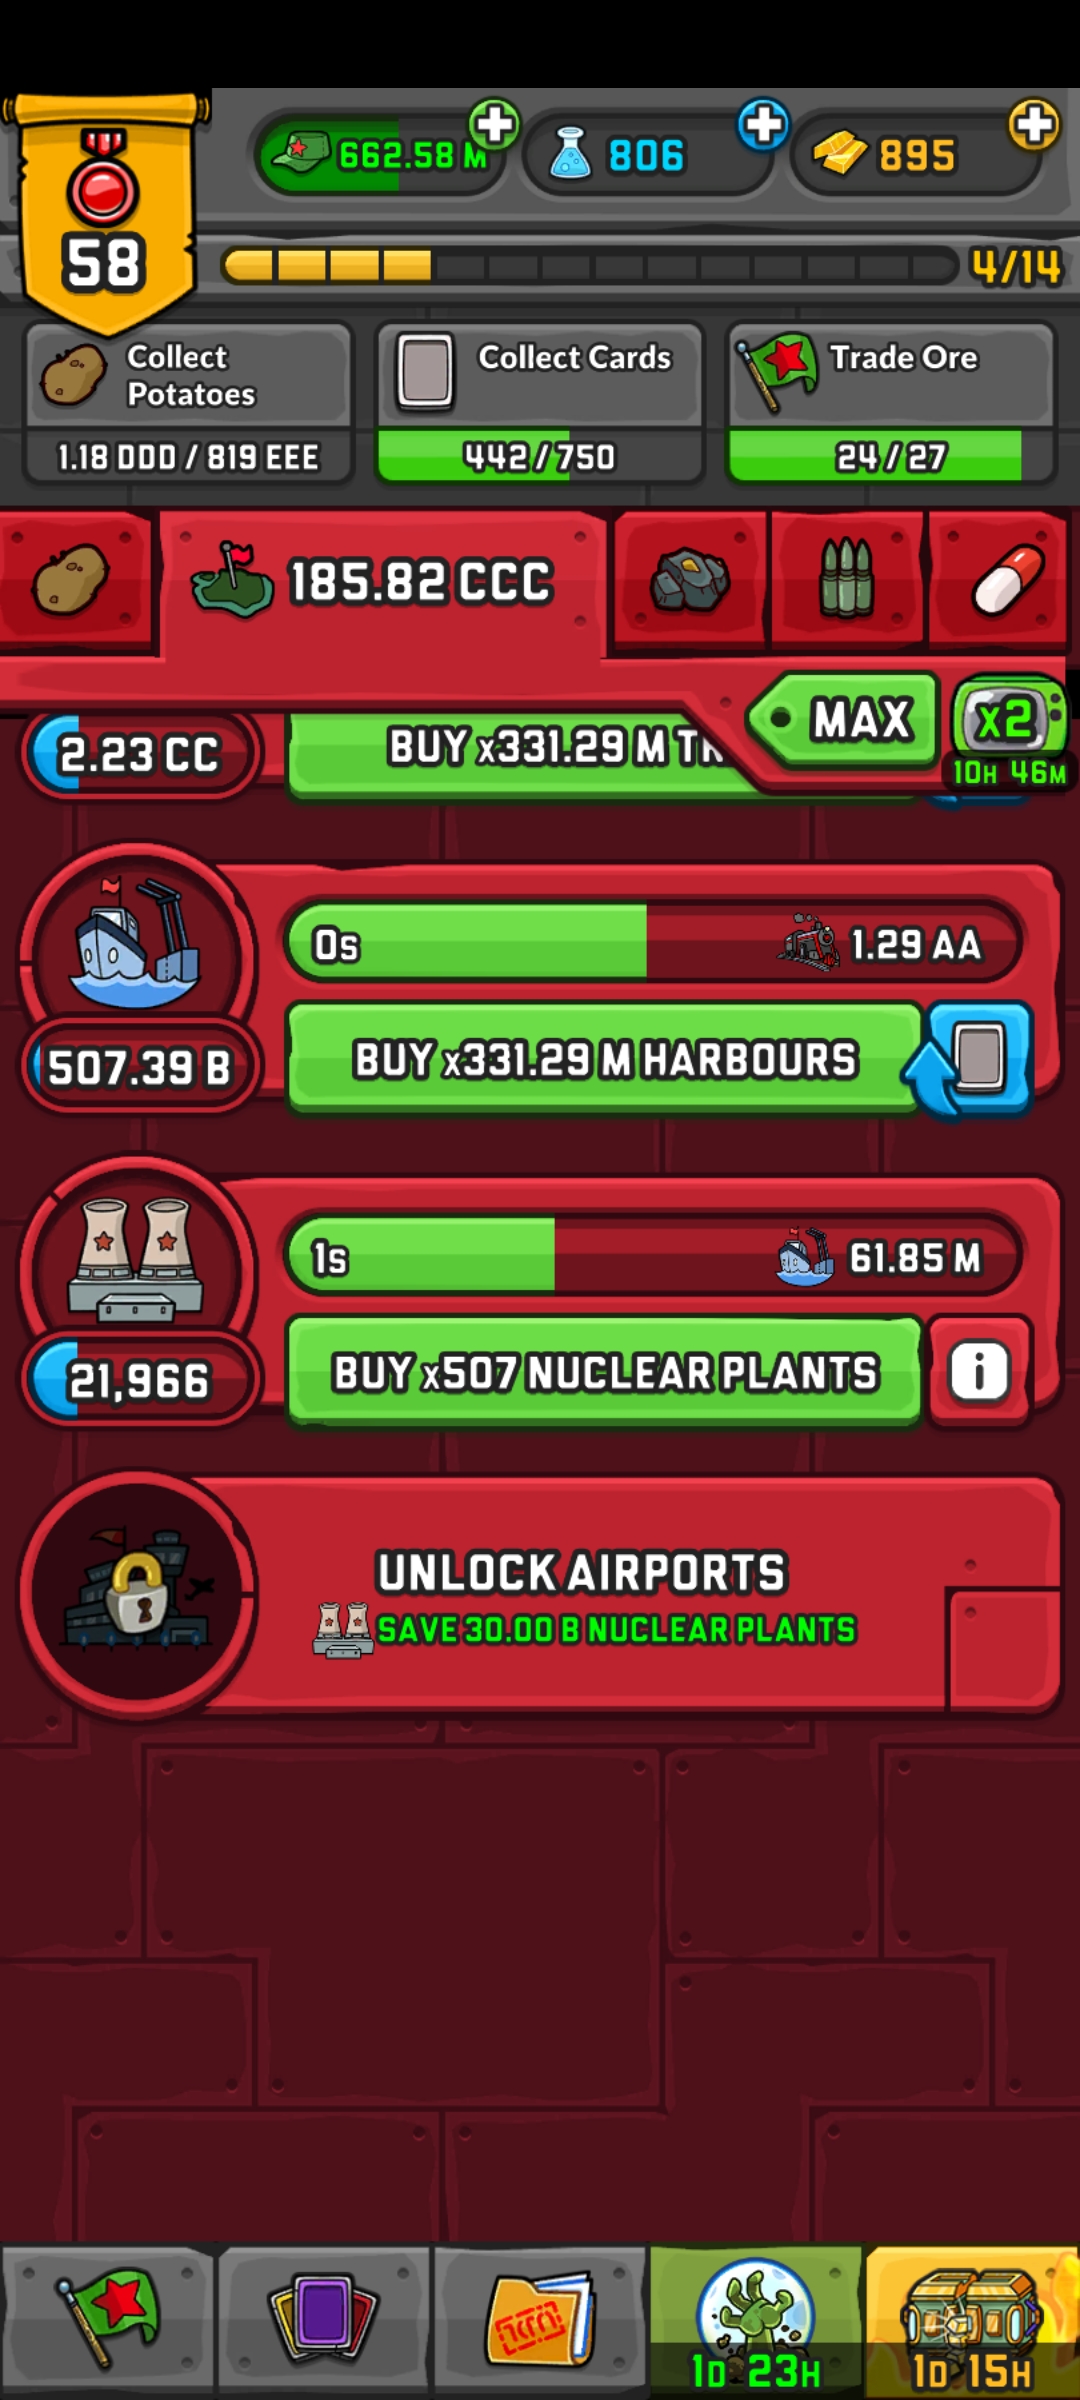 662.58 M
806
895
58
4/14
Collect
Potatoes
Collect Cards
Trade Ore
1.18 DDD / 819 EEE
442/750
24/27
185.82 CCC
MAX
x2
10H 46M
2.23 CC
BUY x331.29 M
0s
1.29 AA
507.39 B
BUY x331.29 M HARBOURS
1s
61.85 M
21,966
BUY x507 NUCLEAR PLANTS
i
UNLOCK AIRPORTS
SAVE 30.00 B NUCLEAR PLANTS
1D 23H
1D 15H